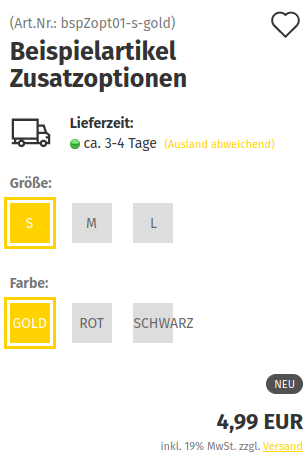 (Art.Nr.: bspZopt01-s-gold)
Beispielartikel
Zusatzoptionen
Lieferzeit:
ca. 3-4 Tage (Ausland abweichend)
Größe:
S M L
Farbe:
GOLD ROT SCHWARZ
NEU
4,99 EUR
inkl. 19% MwSt. zzgl. Versand